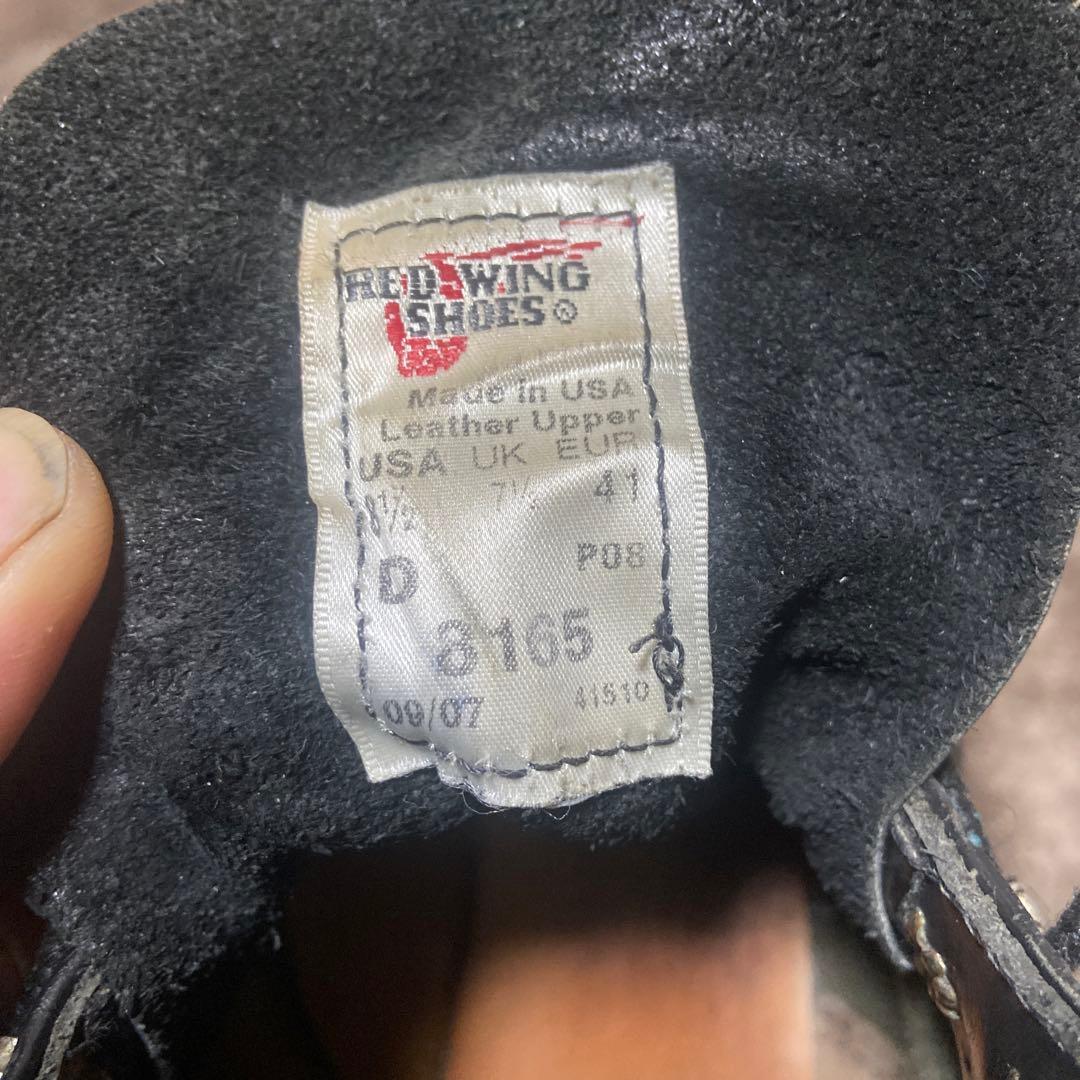 RED WING
SHOES®
Made in USA
Leather Upper
USA UK EUR
8½ 7½ 41
D P08
8165
09/07 41510